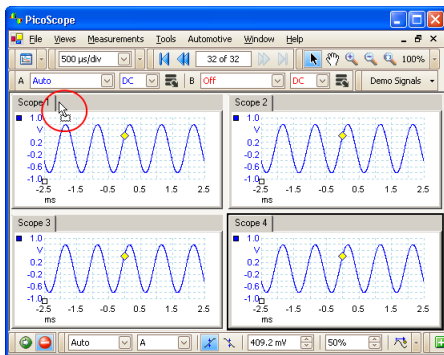 PicoScope
File Views Measurements Tools Automotive Window Help
500 µs/div 32 of 32 100%
A Auto DC B Off DC Demo Signals
Scope 1 Scope 2
1.0 1.0
V V
0.2 0.2
-0.2 -0.2
-0.6 -0.6
-1.0 -1.0
-2.5 -1.5 -0.5 0.5 1.5 2.5 -2.5 -1.5 -0.5 0.5 1.5 2.5
ms ms
Scope 3 Scope 4
1.0 1.0
V V
0.2 0.2
-0.2 -0.2
-0.6 -0.6
-1.0 -1.0
-2.5 -1.5 -0.5 0.5 1.5 2.5 -2.5 -1.5 -0.5 0.5 1.5 2.5
ms ms
Auto A 409.2 mV 50%